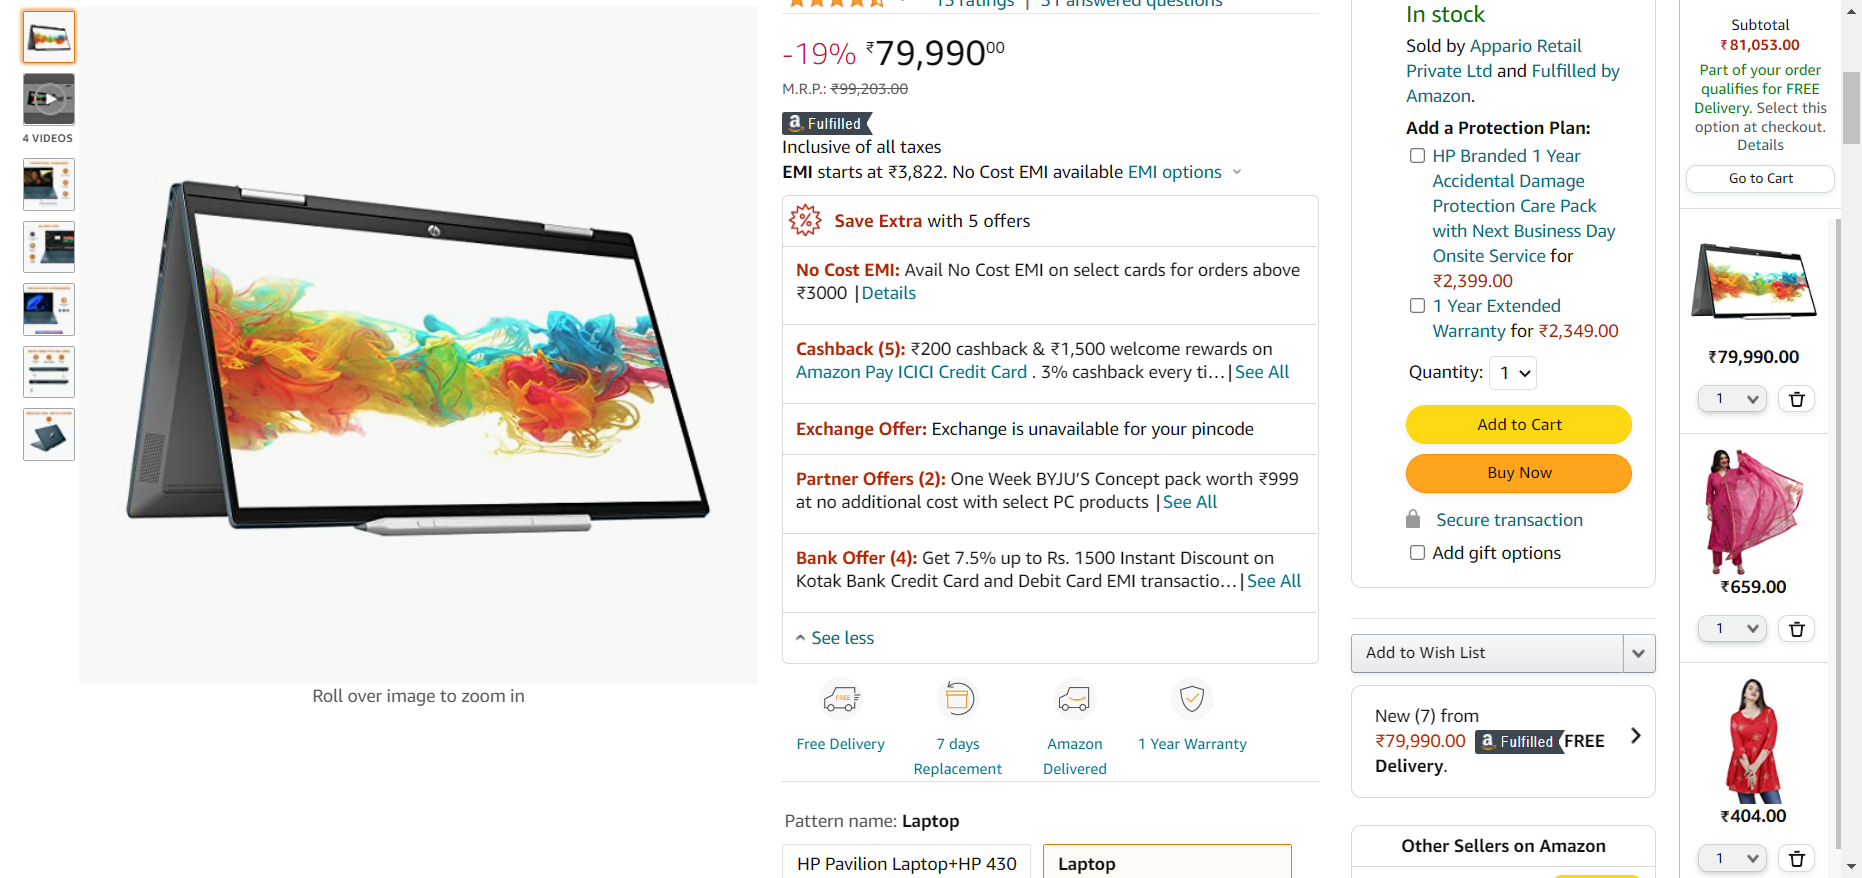 4 VIDEOS
Roll over image to zoom in
13 ratings | 31 answered questions
-19% ₹79,99000
M.R.P.: ₹99,203.00
a Fulfilled
Inclusive of all taxes
EMI starts at ₹3,822. No Cost EMI available EMI options
Save Extra with 5 offers
No Cost EMI: Avail No Cost EMI on select cards for orders above
₹3000 | Details
Cashback (5): ₹200 cashback & ₹1,500 welcome rewards on
Amazon Pay ICICI Credit Card . 3% cashback every ti… | See All
Exchange Offer: Exchange is unavailable for your pincode
Partner Offers (2): One Week BYJU'S Concept pack worth ₹999
at no additional cost with select PC products | See All
Bank Offer (4): Get 7.5% up to Rs. 1500 Instant Discount on
Kotak Bank Credit Card and Debit Card EMI transactio… | See All
See less
FREE
Free Delivery
7 days
Replacement
Amazon
Delivered
1 Year Warranty
Pattern name: Laptop
HP Pavilion Laptop+HP 430
Laptop
In stock
Sold by Appario Retail
Private Ltd and Fulfilled by
Amazon.
Add a Protection Plan:
HP Branded 1 Year
Accidental Damage
Protection Care Pack
with Next Business Day
Onsite Service for
₹2,399.00
1 Year Extended
Warranty for ₹2,349.00
Quantity: 1
Add to Cart
Buy Now
Secure transaction
Add gift options
Add to Wish List
New (7) from
₹79,990.00 a Fulfilled FREE
Delivery.
Other Sellers on Amazon
Subtotal
₹81,053.00
Part of your order
qualifies for FREE
Delivery. Select this
option at checkout.
Details
Go to Cart
₹79,990.00
1
₹659.00
1
₹404.00
1